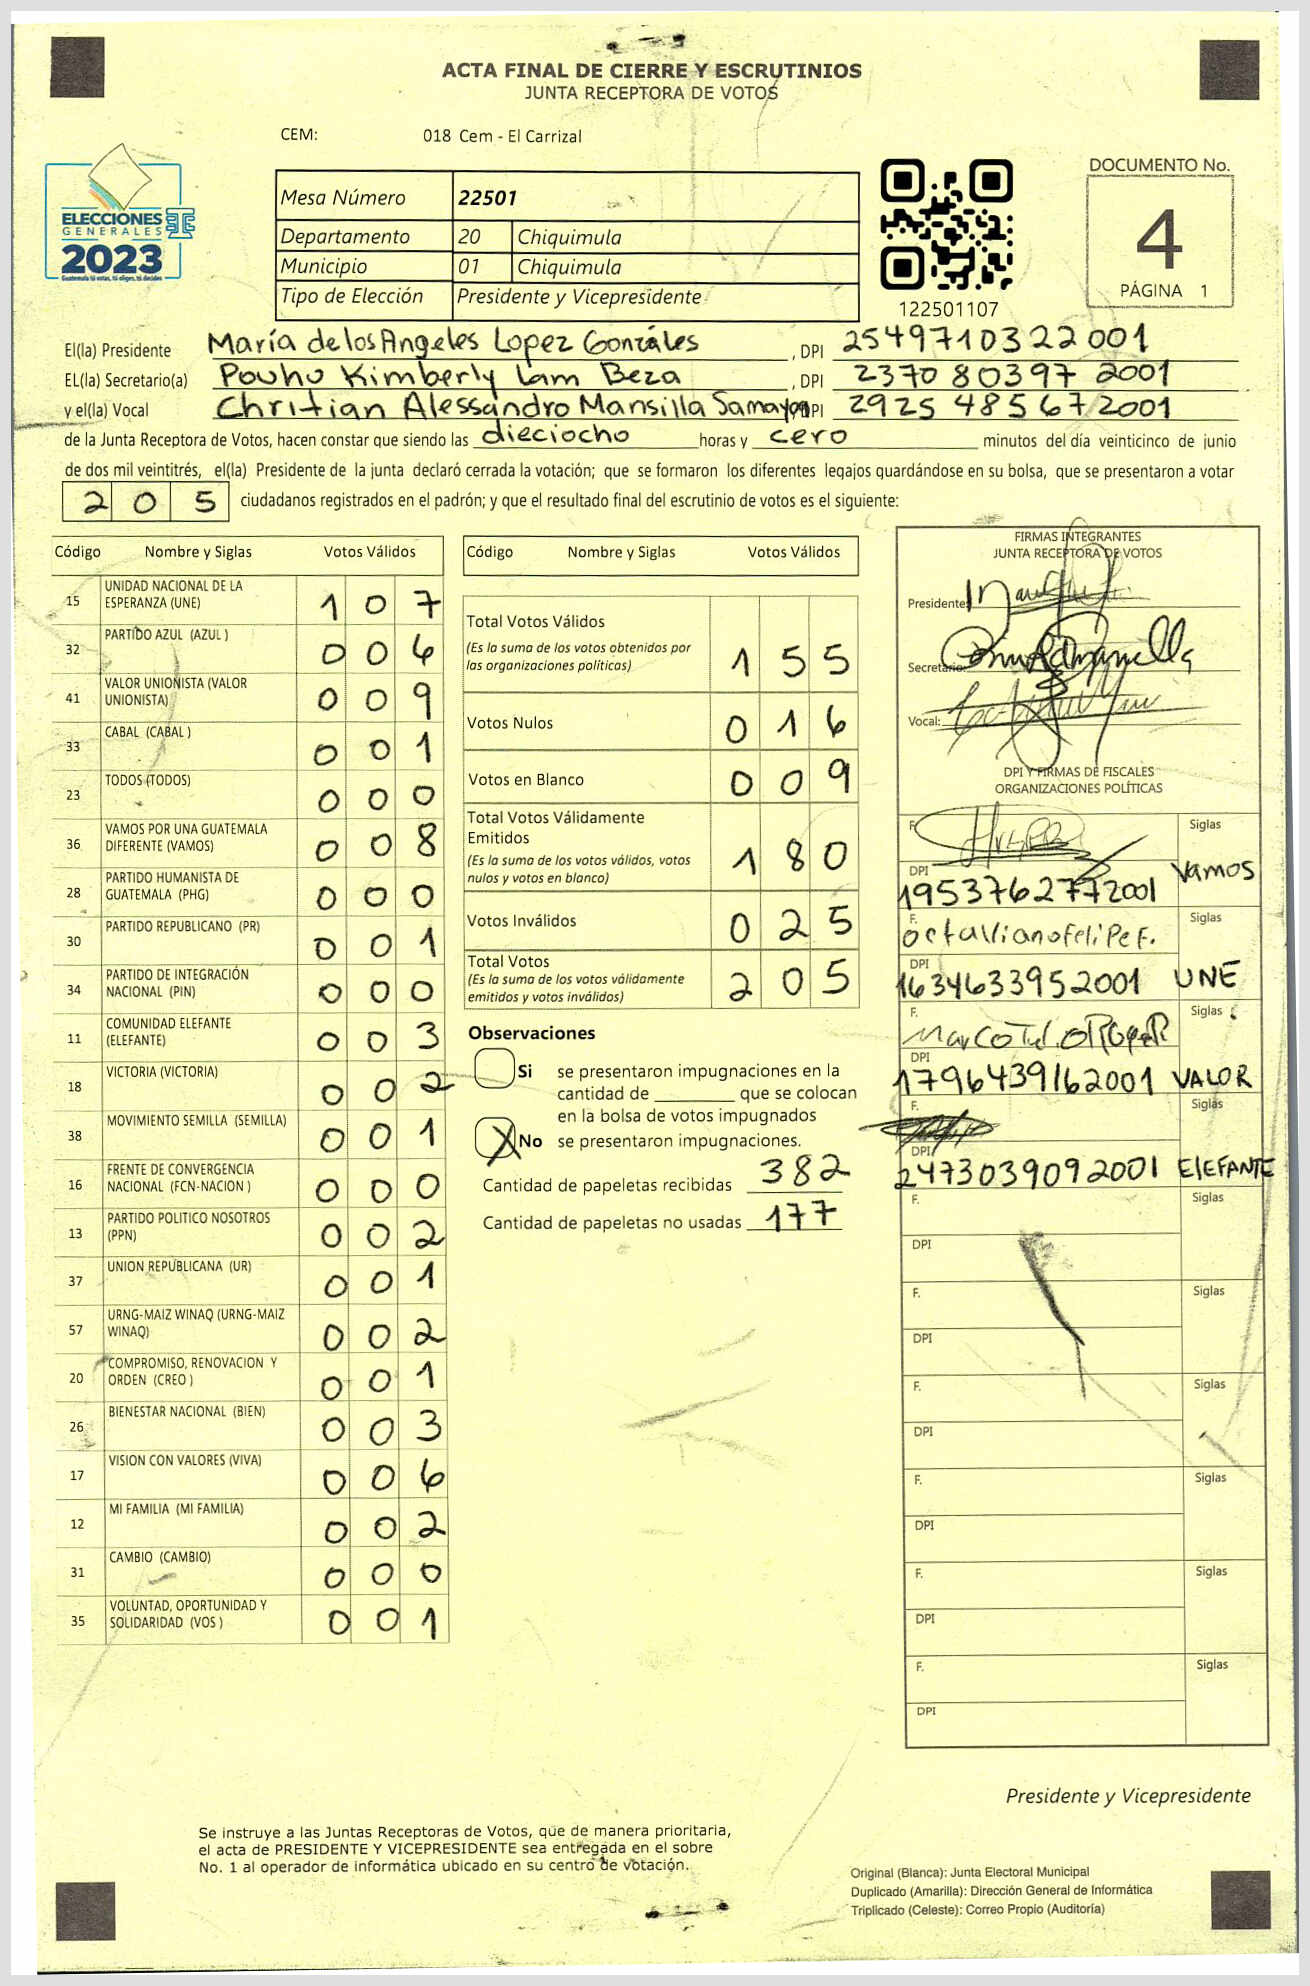 ACTA FINAL DE CIERRE Y ESCRUTINIOS
JUNTA RECEPTORA DE VOTOS
CEM: 018 Cem - El Carrizal
ELECCIONES
GENERALES
2023
Guatemala tú votas, tú eliges, tú decides
Mesa Número 22501
Departamento 20 Chiquimula
Municipio 01 Chiquimula
Tipo de Elección Presidente y Vicepresidente
122501107
DOCUMENTO No.
4
PÁGINA 1
El(la) Presidente María de los Angeles Lopez Gonzáles , DPI 2549710322001
EL(la) Secretario(a) Pouhu Kimberly Lam Beza , DPI 2370 80397 2001
y el(la) Vocal Chritian Alessandro Mansilla Samayoa , DPI 2925 48567 2001
de la Junta Receptora de Votos, hacen constar que siendo las dieciocho horas y cero minutos del día veinticinco de junio
de dos mil veintitrés, el(la) Presidente de la junta declaró cerrada la votación; que se formaron los diferentes legajos quardándose en su bolsa, que se presentaron a votar
205 ciudadanos registrados en el padrón; y que el resultado final del escrutinio de votos es el siguiente:
Código Nombre y Siglas Votos Válidos
15 UNIDAD NACIONAL DE LA ESPERANZA (UNE) 1 0 7
32 PARTIDO AZUL (AZUL ) 0 0 6
41 VALOR UNIONISTA (VALOR UNIONISTA) 0 0 9
33 CABAL (CABAL ) 0 0 1
23 TODOS (TODOS) 0 0 0
36 VAMOS POR UNA GUATEMALA DIFERENTE (VAMOS) 0 0 8
28 PARTIDO HUMANISTA DE GUATEMALA (PHG) 0 0 0
30 PARTIDO REPUBLICANO (PR) 0 0 1
34 PARTIDO DE INTEGRACIÓN NACIONAL (PIN) 0 0 0
11 COMUNIDAD ELEFANTE (ELEFANTE) 0 0 3
18 VICTORIA (VICTORIA) 0 0 2
38 MOVIMIENTO SEMILLA (SEMILLA) 0 0 1
16 FRENTE DE CONVERGENCIA NACIONAL (FCN-NACION ) 0 0 0
13 PARTIDO POLITICO NOSOTROS (PPN) 0 0 2
37 UNION REPUBLICANA (UR) 0 0 1
57 URNG-MAIZ WINAQ (URNG-MAIZ WINAQ) 0 0 2
20 COMPROMISO, RENOVACION Y ORDEN (CREO ) 0 0 1
26 BIENESTAR NACIONAL (BIEN) 0 0 3
17 VISION CON VALORES (VIVA) 0 0 6
12 MI FAMILIA (MI FAMILIA) 0 0 2
31 CAMBIO (CAMBIO) 0 0 0
35 VOLUNTAD, OPORTUNIDAD Y SOLIDARIDAD (VOS ) 0 0 1
Código Nombre y Siglas Votos Válidos
Total Votos Válidos 1 5 5
(Es la suma de los votos obtenidos por
las organizaciones políticas)
Votos Nulos 0 1 6
Votos en Blanco 0 0 9
Total Votos Válidamente
Emitidos 1 8 0
(Es la suma de los votos válidos, votos
nulos y votos en blanco)
Votos Inválidos 0 2 5
Total Votos 2 0 5
(Es la suma de los votos válidamente
emitidos y votos inválidos)
Observaciones
Si se presentaron impugnaciones en la
cantidad de ________ que se colocan
en la bolsa de votos impugnados
X No se presentaron impugnaciones.
Cantidad de papeletas recibidas 382
Cantidad de papeletas no usadas 177
FIRMAS INTEGRANTES
JUNTA RECEPTORA DE VOTOS
Presidente:
Secretario:
Vocal:
DPI Y FIRMAS DE FISCALES
ORGANIZACIONES POLÍTICAS
F. Siglas
DPI 1953762772001 Vamos
F. Octaviano Felipe F. Siglas
DPI 1634633952001 UNE
F. Siglas
DPI 1796439162001 VALOR
F. Siglas
DPI 2473039092001 ElEFANTE
F. Siglas
DPI
F. Siglas
DPI
F. Siglas
DPI
F. Siglas
DPI
F. Siglas
DPI
F. Siglas
DPI
Presidente y Vicepresidente
Se instruye a las Juntas Receptoras de Votos, que de manera prioritaria,
el acta de PRESIDENTE Y VICEPRESIDENTE sea entregada en el sobre
No. 1 al operador de informática ubicado en su centro de votación.
Original (Blanca): Junta Electoral Municipal
Duplicado (Amarilla): Dirección General de Informática
Triplicado (Celeste): Correo Propio (Auditoría)